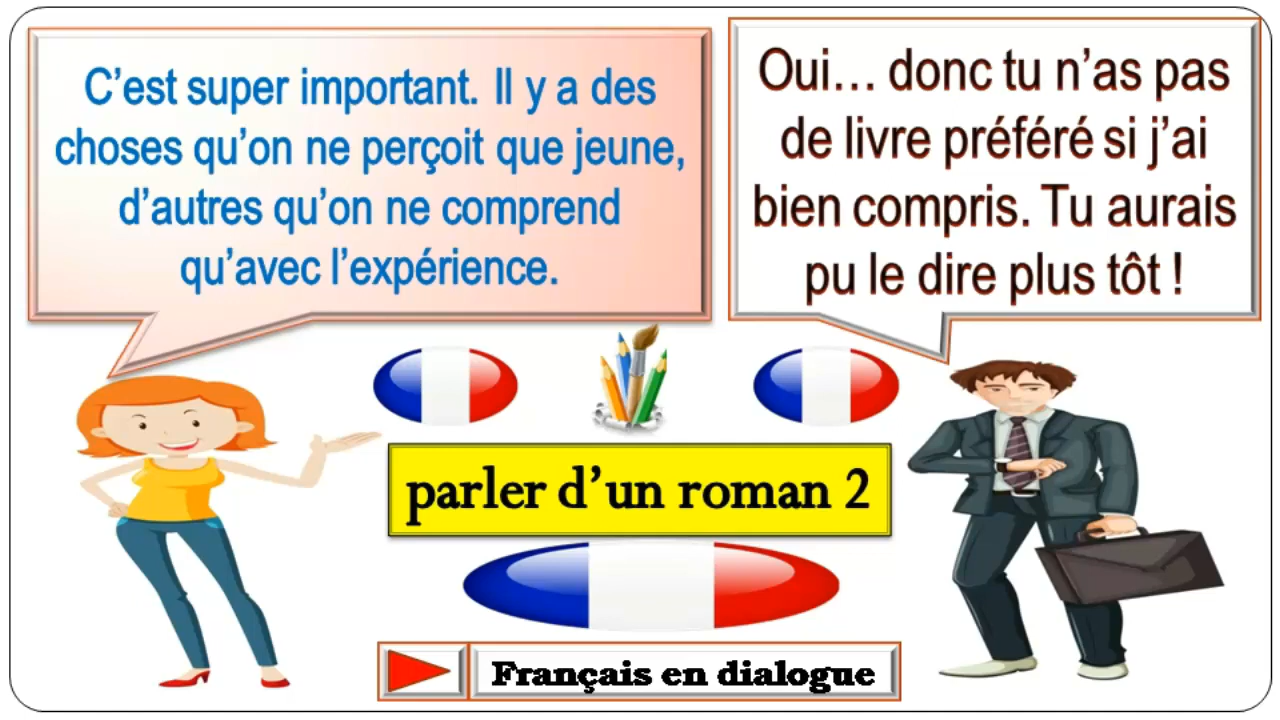 C’est super important. Il y a des
choses qu’on ne perçoit que jeune,
d’autres qu’on ne comprend
qu’avec l’expérience.
Oui… donc tu n’as pas
de livre préféré si j’ai
bien compris. Tu aurais
pu le dire plus tôt !
parler d’un roman 2
Français en dialogue